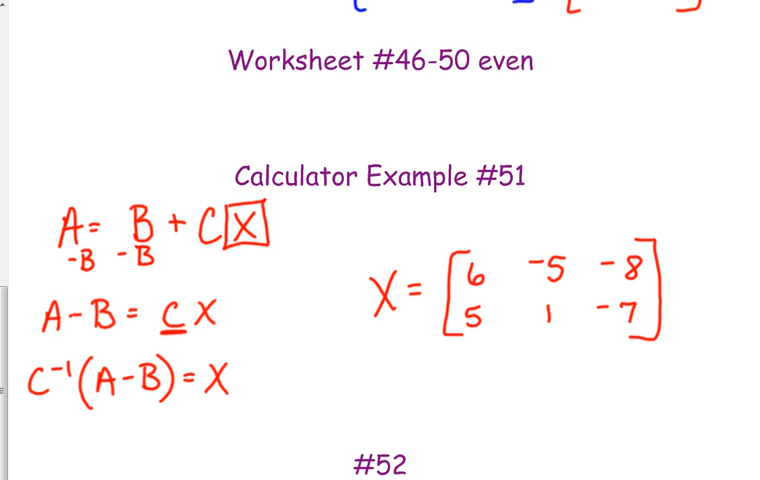 Worksheet #46-50 even
Calculator Example #51
A = B + C X
-B -B
A - B = C X
C⁻¹(A - B) = X
X = [6 -5 -8
5 1 -7]
#52